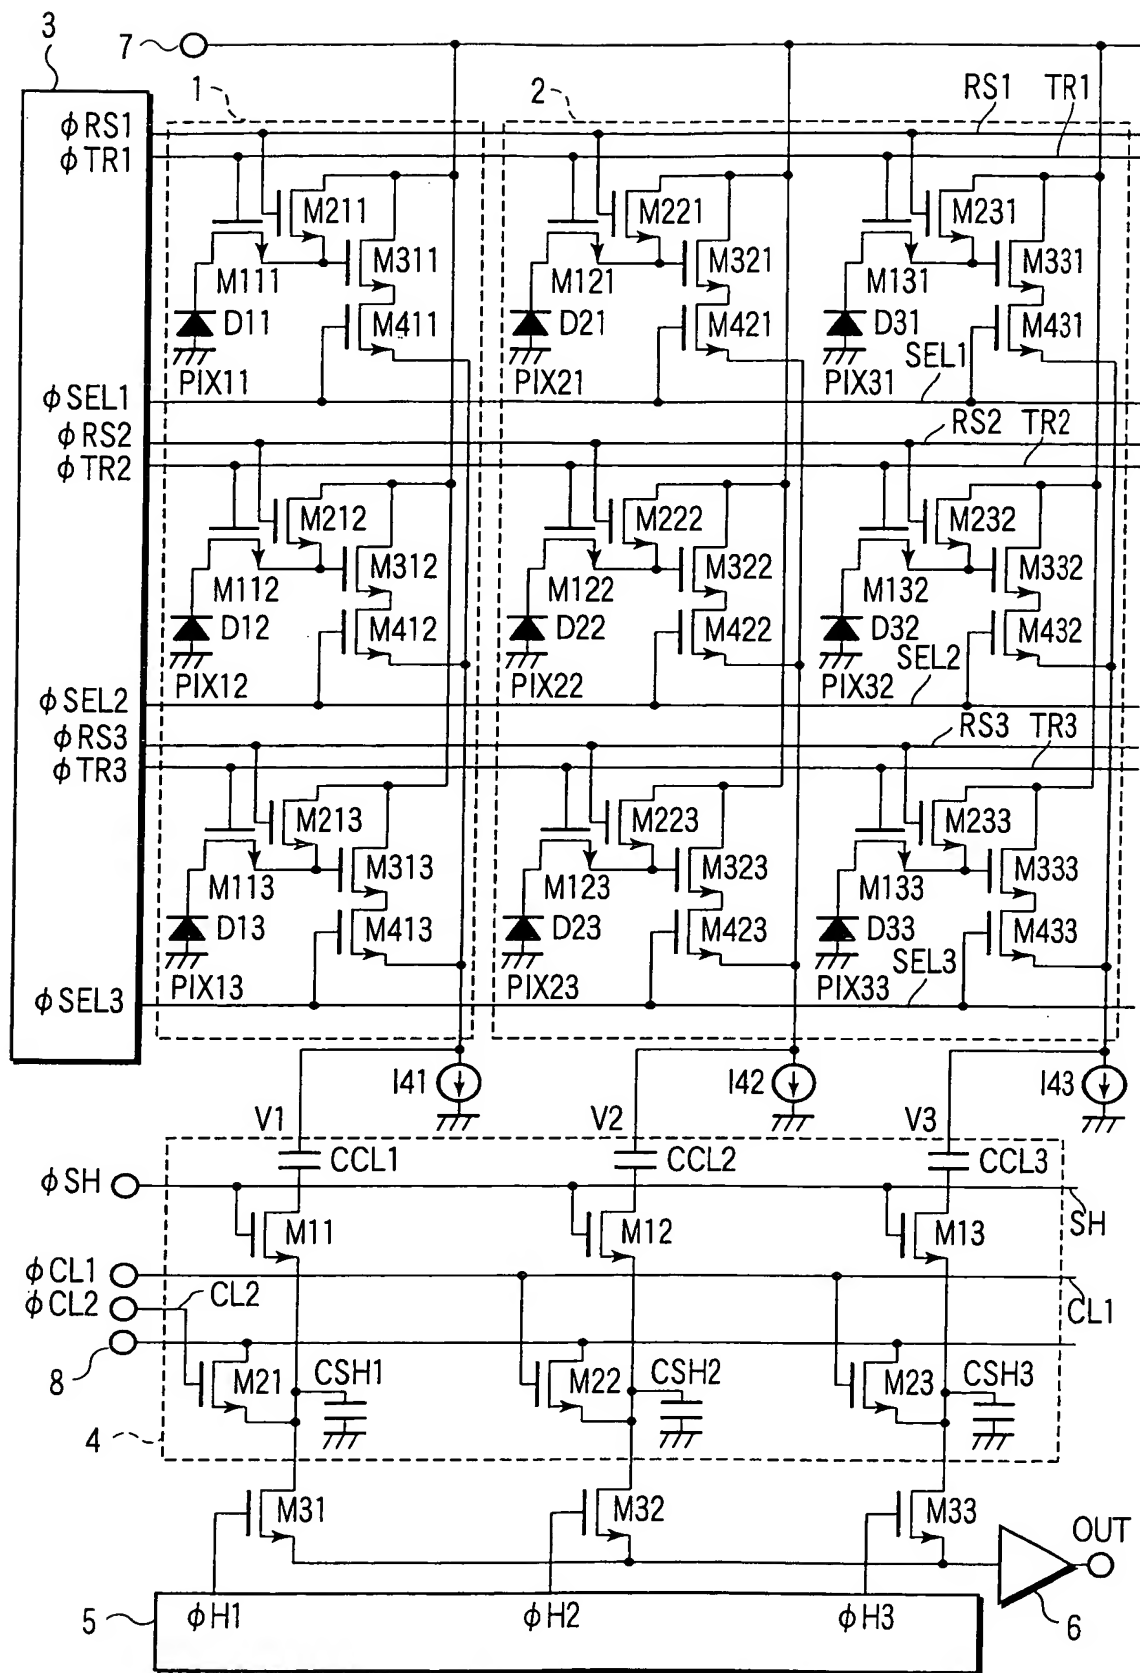 3
7
1
2
RS1
TR1
φRS1
φTR1
M211
M221
M231
M111
M311
M121
M321
M131
M331
D11
M411
D21
M421
D31
M431
PIX11
PIX21
PIX31
SEL1
φSEL1
φRS2
RS2
φTR2
TR2
M212
M222
M232
M112
M312
M122
M322
M132
M332
D12
M412
D22
M422
D32
M432
PIX12
PIX22
PIX32
SEL2
φSEL2
φRS3
RS3
φTR3
TR3
M213
M223
M233
M113
M313
M123
M323
M133
M333
D13
M413
D23
M423
D33
M433
PIX13
PIX23
PIX33
SEL3
φSEL3
I41
I42
I43
V1
V2
V3
CCL1
CCL2
CCL3
φSH
SH
M11
M12
M13
φCL1
CL1
φCL2
CL2
8
M21
CSH1
M22
CSH2
M23
CSH3
4
M31
M32
M33
OUT
5
φH1
φH2
φH3
6